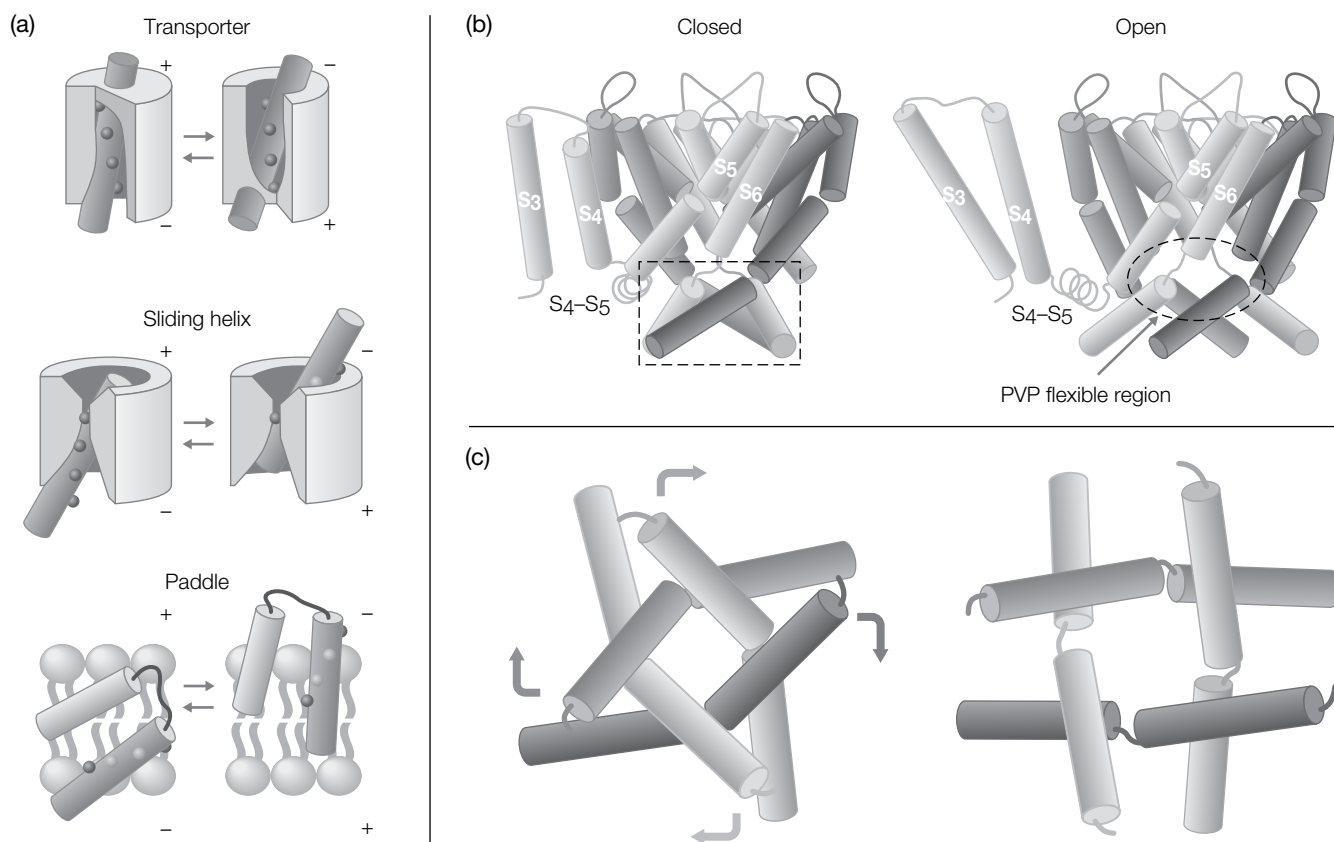 (a)
Transporter
+
−
−
+
Sliding helix
+
−
−
+
Paddle
+
−
−
+
(b)
Closed
Open
S3
S4
S5
S6
S4–S5
S3
S4
S5
S6
S4–S5
PVP flexible region
(c)